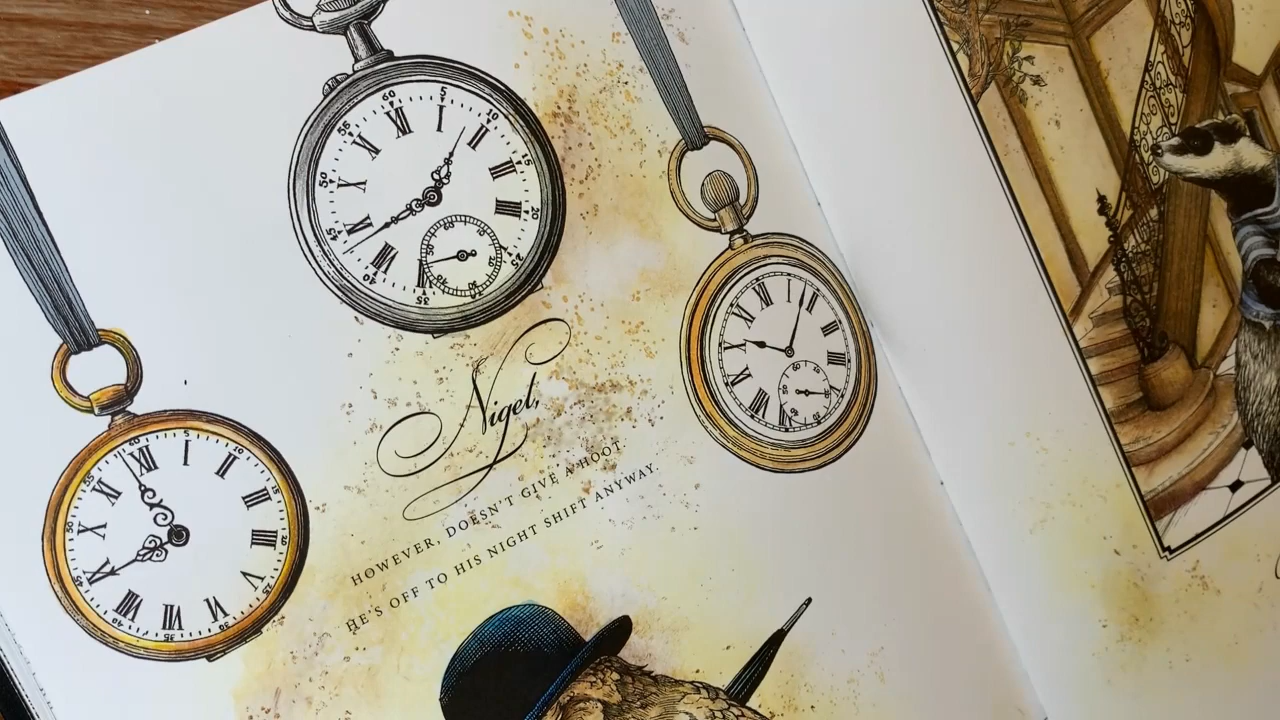 Nigel,
HOWEVER, DOESN'T GIVE A HOOT.
HE'S OFF TO HIS NIGHT SHIFT ANYWAY.